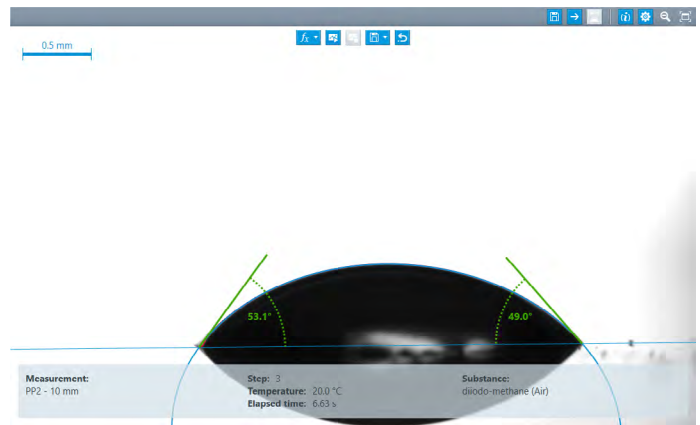 0.5 mm
fx
53.1°
49.0°
Measurement:
PP2 - 10 mm
Step: 3
Temperature: 20.0 °C
Elapsed time: 6.63 s
Substance:
diiodo-methane (Air)